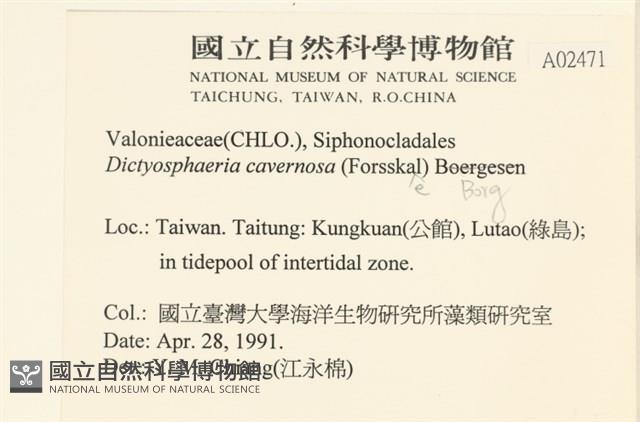 國立自然科學博物館
A02471
NATIONAL MUSEUM OF NATURAL SCIENCE
TAICHUNG, TAIWAN, R.O.CHINA
Valonieaceae(CHLO.), Siphonocladales
Dictyosphaeria cavernosa (Forsskal) Boergesen
e Borg
Loc.: Taiwan. Taitung: Kungkuan(公館), Lutao(綠島);
in tidepool of intertidal zone.
Col.: 國立臺灣大學海洋生物研究所藻類研究室
Date: Apr. 28, 1991.
Det.: Y. M. Chiang(江永棉)
國立自然科學博物館
NATIONAL MUSEUM OF NATURAL SCIENCE